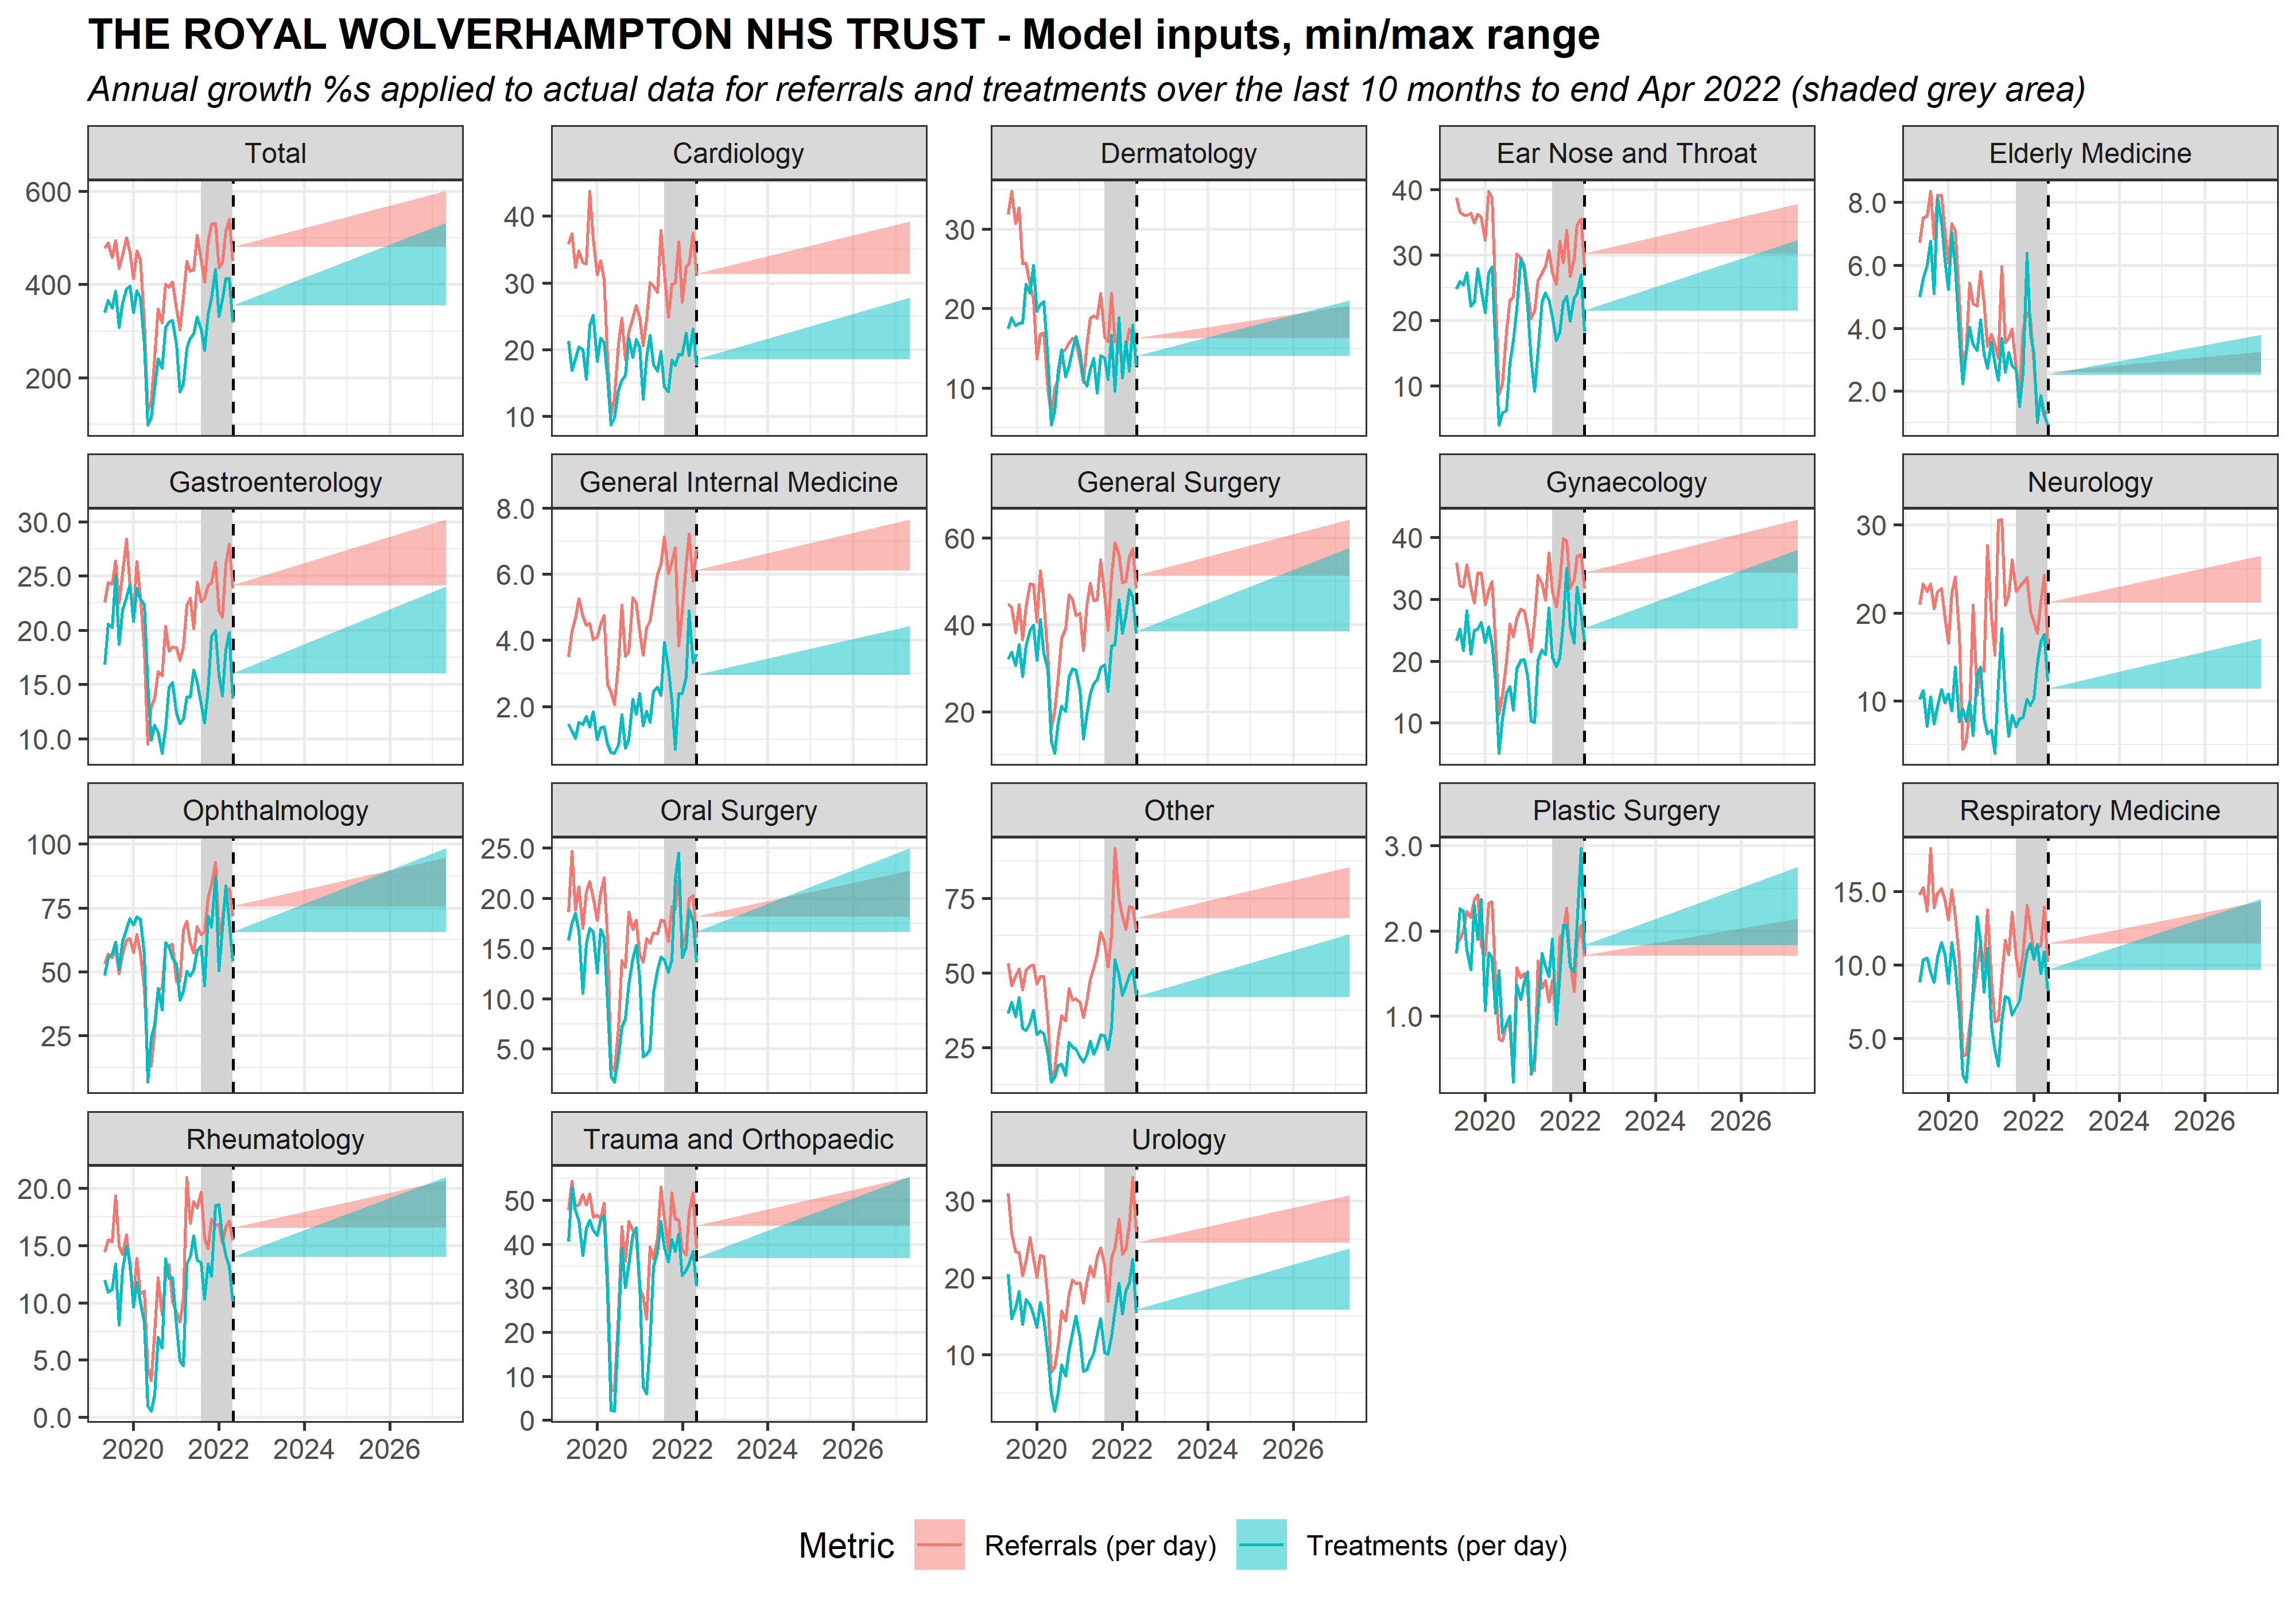 THE ROYAL WOLVERHAMPTON NHS TRUST - Model inputs, min/max range
Annual growth %s applied to actual data for referrals and treatments over the last 10 months to end Apr 2022 (shaded grey area)
Total
600
400
200
Cardiology
40
30
20
10
Dermatology
30
20
10
Ear Nose and Throat
40
30
20
10
Elderly Medicine
8.0
6.0
4.0
2.0
Gastroenterology
30.0
25.0
20.0
15.0
10.0
General Internal Medicine
8.0
6.0
4.0
2.0
General Surgery
60
40
20
Gynaecology
40
30
20
10
Neurology
30
20
10
Ophthalmology
100
75
50
25
Oral Surgery
25.0
20.0
15.0
10.0
5.0
Other
75
50
25
Plastic Surgery
3.0
2.0
1.0
2020 2022 2024 2026
Respiratory Medicine
15.0
10.0
5.0
2020 2022 2024 2026
Rheumatology
20.0
15.0
10.0
5.0
0.0
2020 2022 2024 2026
Trauma and Orthopaedic
50
40
30
20
10
0
2020 2022 2024 2026
Urology
30
20
10
2020 2022 2024 2026
Metric Referrals (per day) Treatments (per day)